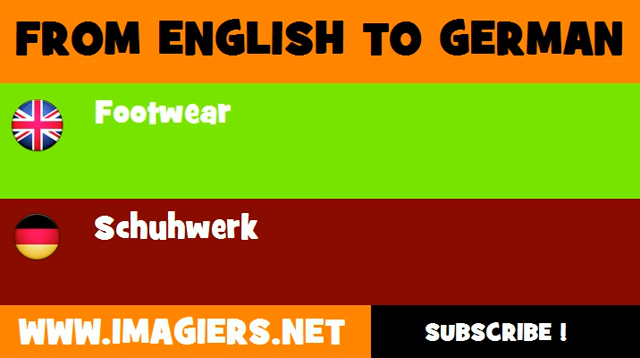 FROM ENGLISH TO GERMAN
Footwear
Schuhwerk
WWW.IMAGIERS.NET
SUBSCRIBE !